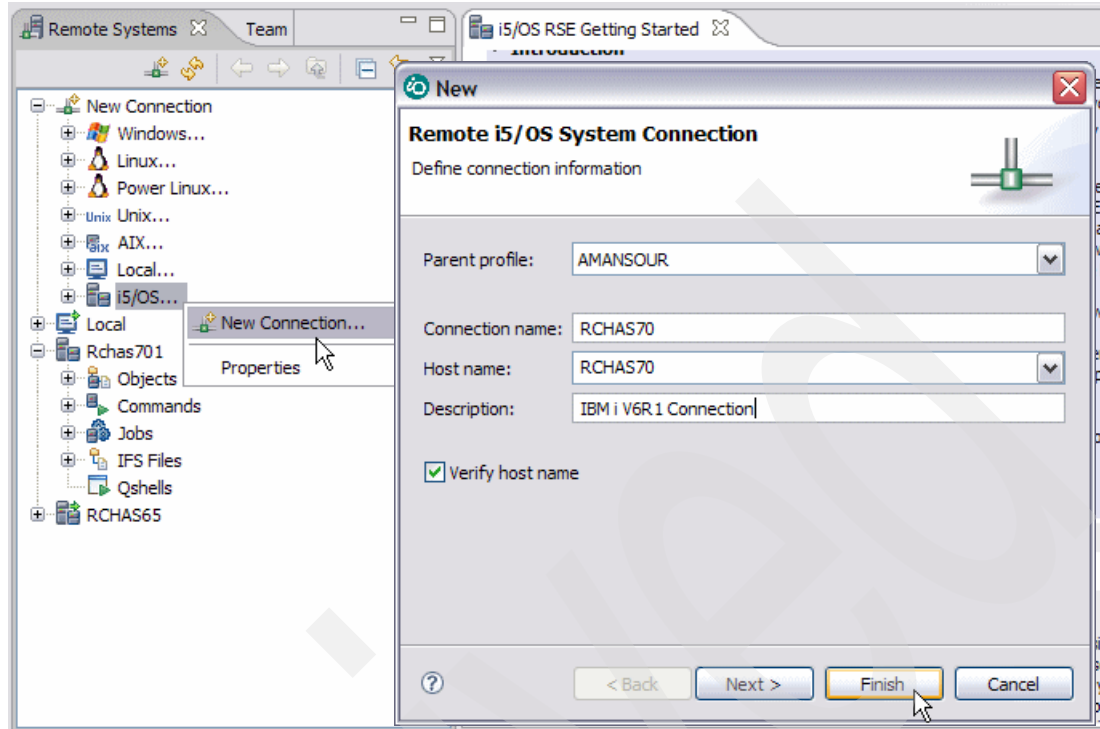 Remote Systems
Team
i5/OS RSE Getting Started
Introduction
New Connection
Windows...
Linux...
Power Linux...
Unix Unix...
aix AIX...
Local...
i5/OS...
New Connection...
Properties
Local
Rchas701
Objects
Commands
Jobs
IFS Files
Qshells
RCHAS65
New
Remote i5/OS System Connection
Define connection information
Parent profile: AMANSOUR
Connection name: RCHAS70
Host name: RCHAS70
Description: IBM i V6R1 Connection
Verify host name
? < Back Next > Finish Cancel